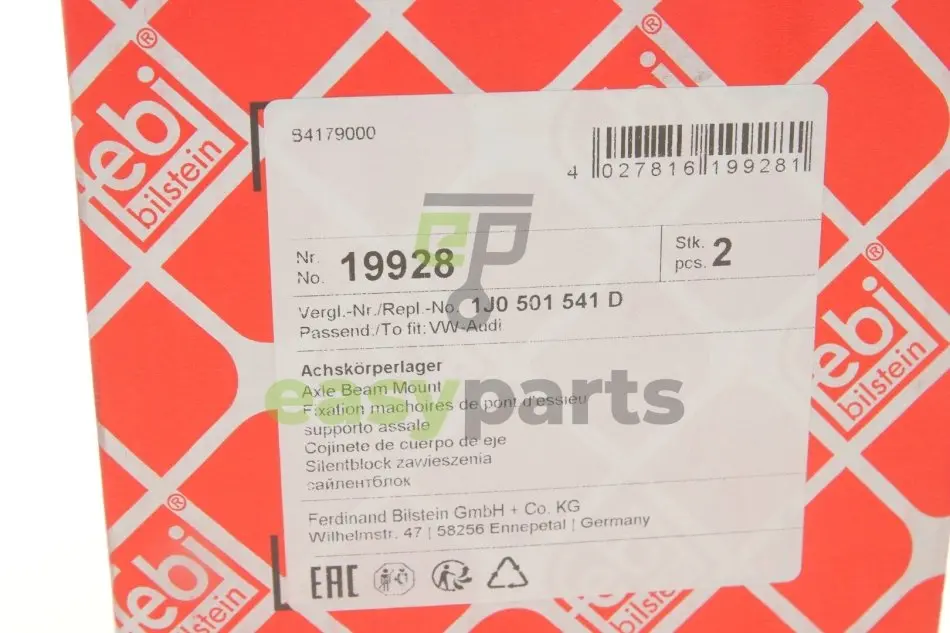 febi
bilstein
S4179000
4 027816 199281
Nr.
No. 19928
Stk.
pcs. 2
Vergl.-Nr./Repl.-No. 1J0 501 541 D
Passend./To fit: VW-Audi
Achskörperlager
Axle Beam Mount
Fixation machoires de pont d'essieu
supporto assale
Cojinete de cuerpo de eje
Silentblock zawieszenia
сайлентблок
Ferdinand Bilstein GmbH + Co. KG
Wilhelmstr. 47 | 58256 Ennepetal | Germany
EAC
easyparts
EP
febi
bilstein
febi
bilstein
bilstein